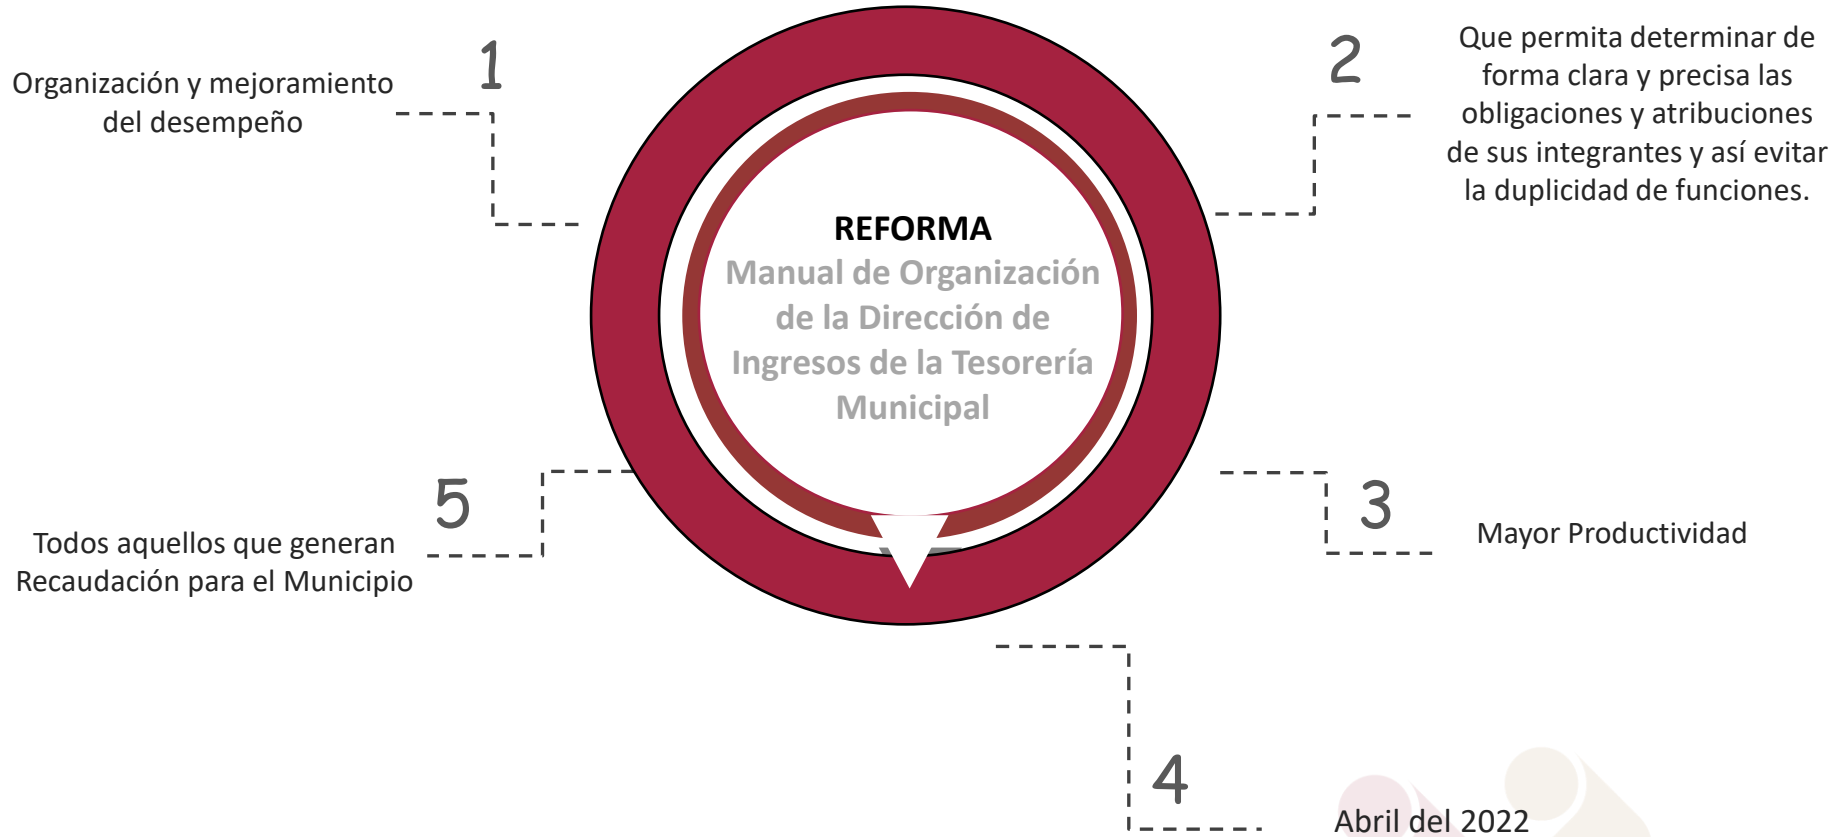 1
Organización y mejoramiento
del desempeño
2
Que permita determinar de
forma clara y precisa las
obligaciones y atribuciones
de sus integrantes y así evitar
la duplicidad de funciones.
REFORMA
Manual de Organización
de la Dirección de
Ingresos de la Tesorería
Municipal
3
Mayor Productividad
4
Abril del 2022
5
Todos aquellos que generan
Recaudación para el Municipio